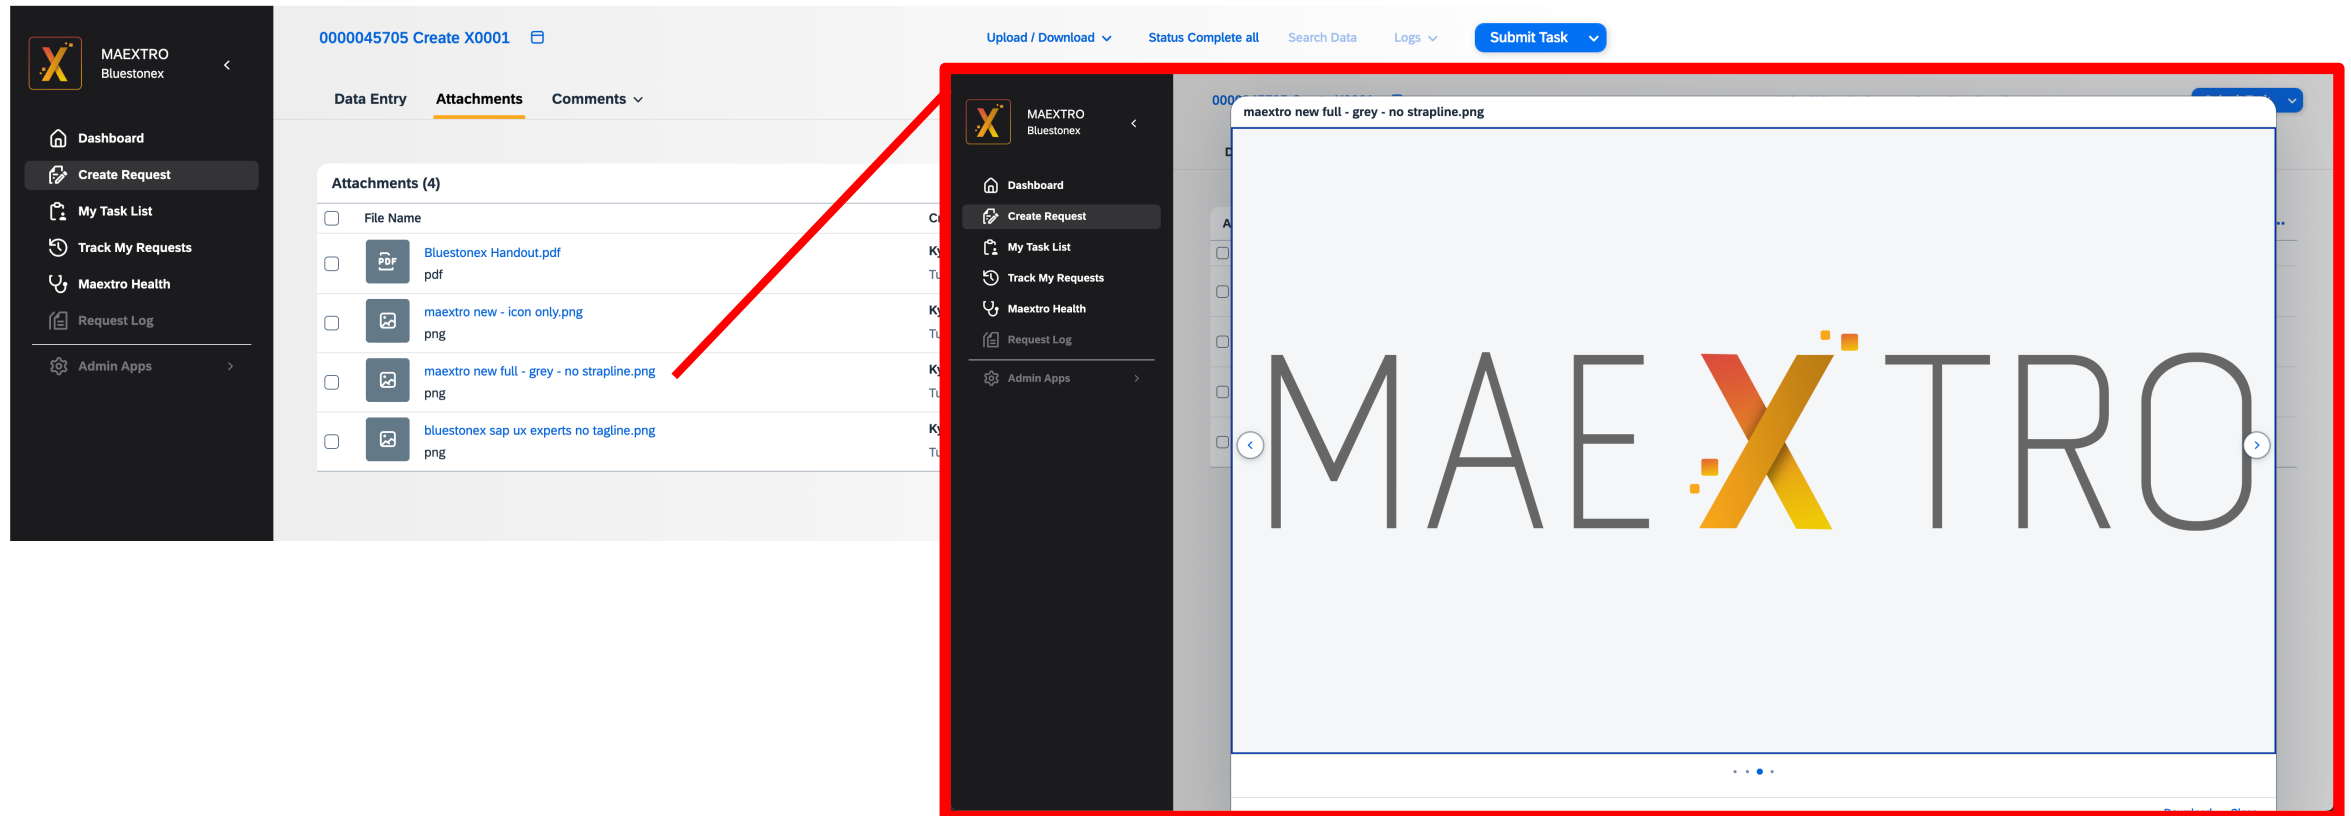 MAEXTRO
Bluestonex
Dashboard
Create Request
My Task List
Track My Requests
Maextro Health
Request Log
Admin Apps
0000045705 Create X0001
Upload / Download
Status Complete all
Search Data
Logs
Submit Task
Data Entry
Attachments
Comments
Attachments (4)
File Name
PDF
Bluestonex Handout.pdf
pdf
maextro new - icon only.png
png
maextro new full - grey - no strapline.png
png
bluestonex sap ux experts no tagline.png
png
MAEXTRO
Bluestonex
Dashboard
Create Request
My Task List
Track My Requests
Maextro Health
Request Log
Admin Apps
maextro new full - grey - no strapline.png
MAEXTRO